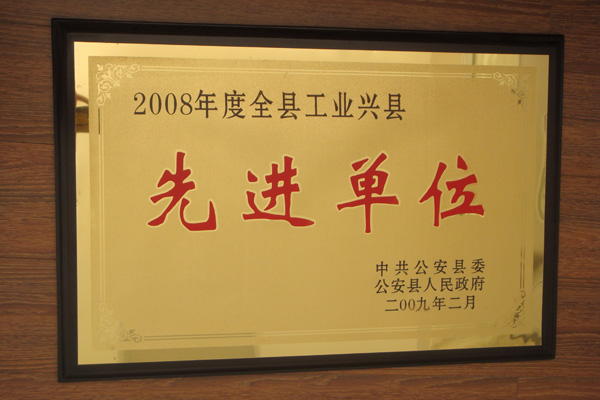 2008年度全县工业兴县
先进单位
中共公安县委
公安县人民政府
二00九年二月